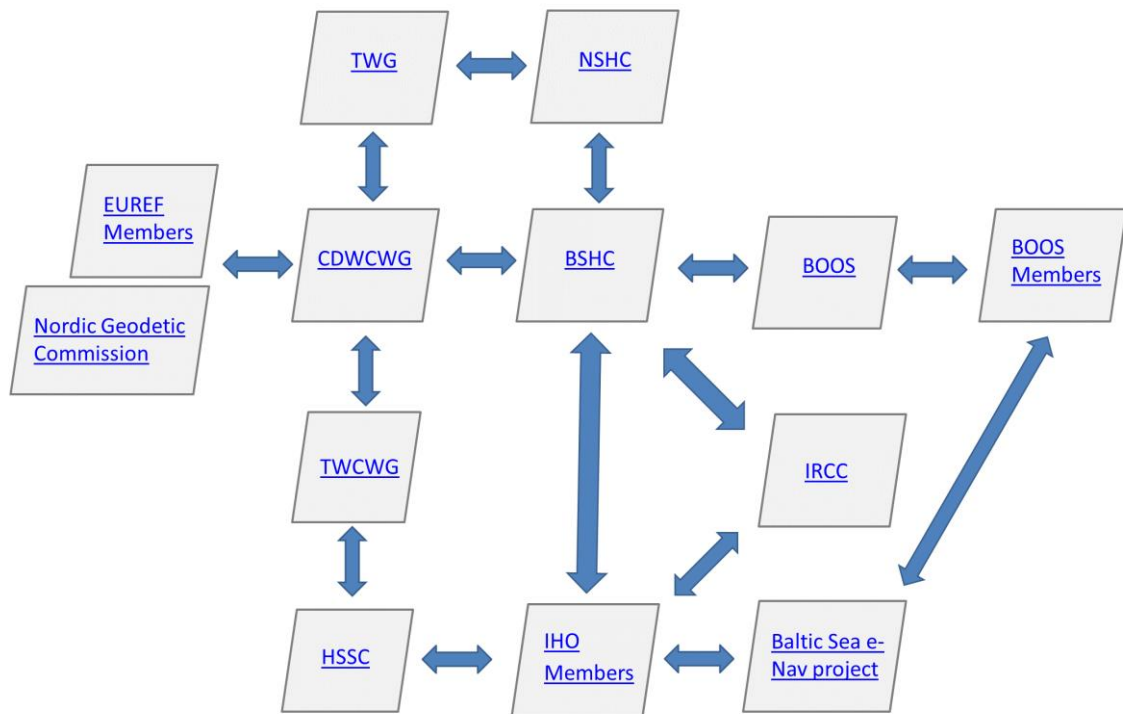 TWG
NSHC
EUREF
Members
CDWCWG
BSHC
BOOS
BOOS
Members
Nordic Geodetic
Commission
TWCWG
IRCC
HSSC
IHO
Members
Baltic Sea e-
Nav project